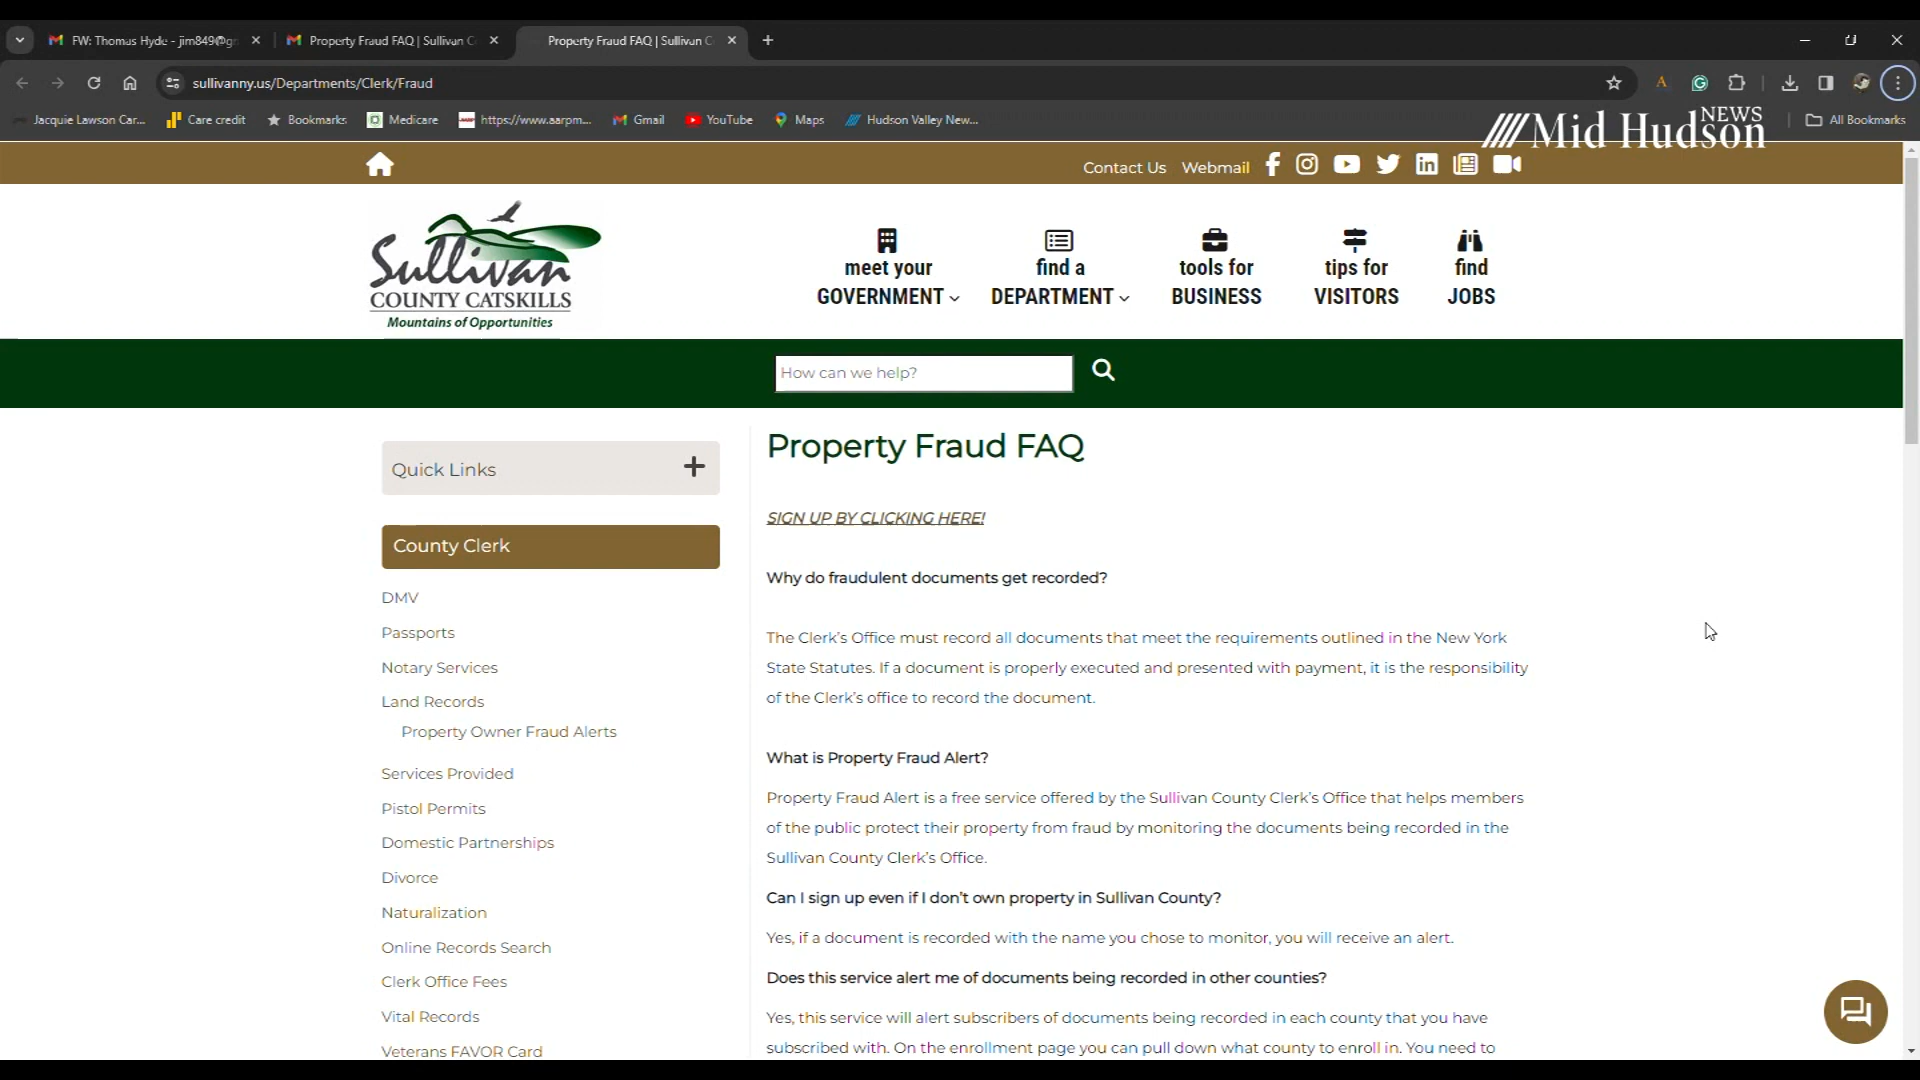 FW: Thomas Hyde - jim849@g
Property Fraud FAQ | Sullivan C
Property Fraud FAQ | Sullivan C
sullivanny.us/Departments/Clerk/Fraud
Jacquie Lawson Car...
Care credit
Bookmarks
Medicare
https://www.aarpm...
Gmail
YouTube
Maps
Hudson Valley New...
Mid Hudson NEWS
All Bookmarks
Contact Us
Webmail
Sullivan
COUNTY CATSKILLS
Mountains of Opportunities
meet your
GOVERNMENT
find a
DEPARTMENT
tools for
BUSINESS
tips for
VISITORS
find
JOBS
How can we help?
Quick Links
County Clerk
DMV
Passports
Notary Services
Land Records
Property Owner Fraud Alerts
Services Provided
Pistol Permits
Domestic Partnerships
Divorce
Naturalization
Online Records Search
Clerk Office Fees
Vital Records
Veterans FAVOR Card
Property Fraud FAQ
SIGN UP BY CLICKING HERE!
Why do fraudulent documents get recorded?
The Clerk's Office must record all documents that meet the requirements outlined in the New York
State Statutes. If a document is properly executed and presented with payment, it is the responsibility
of the Clerk's office to record the document.
What is Property Fraud Alert?
Property Fraud Alert is a free service offered by the Sullivan County Clerk's Office that helps members
of the public protect their property from fraud by monitoring the documents being recorded in the
Sullivan County Clerk's Office.
Can I sign up even if I don't own property in Sullivan County?
Yes, if a document is recorded with the name you chose to monitor, you will receive an alert.
Does this service alert me of documents being recorded in other counties?
Yes, this service will alert subscribers of documents being recorded in each county that you have
subscribed with. On the enrollment page you can pull down what county to enroll in. You need to